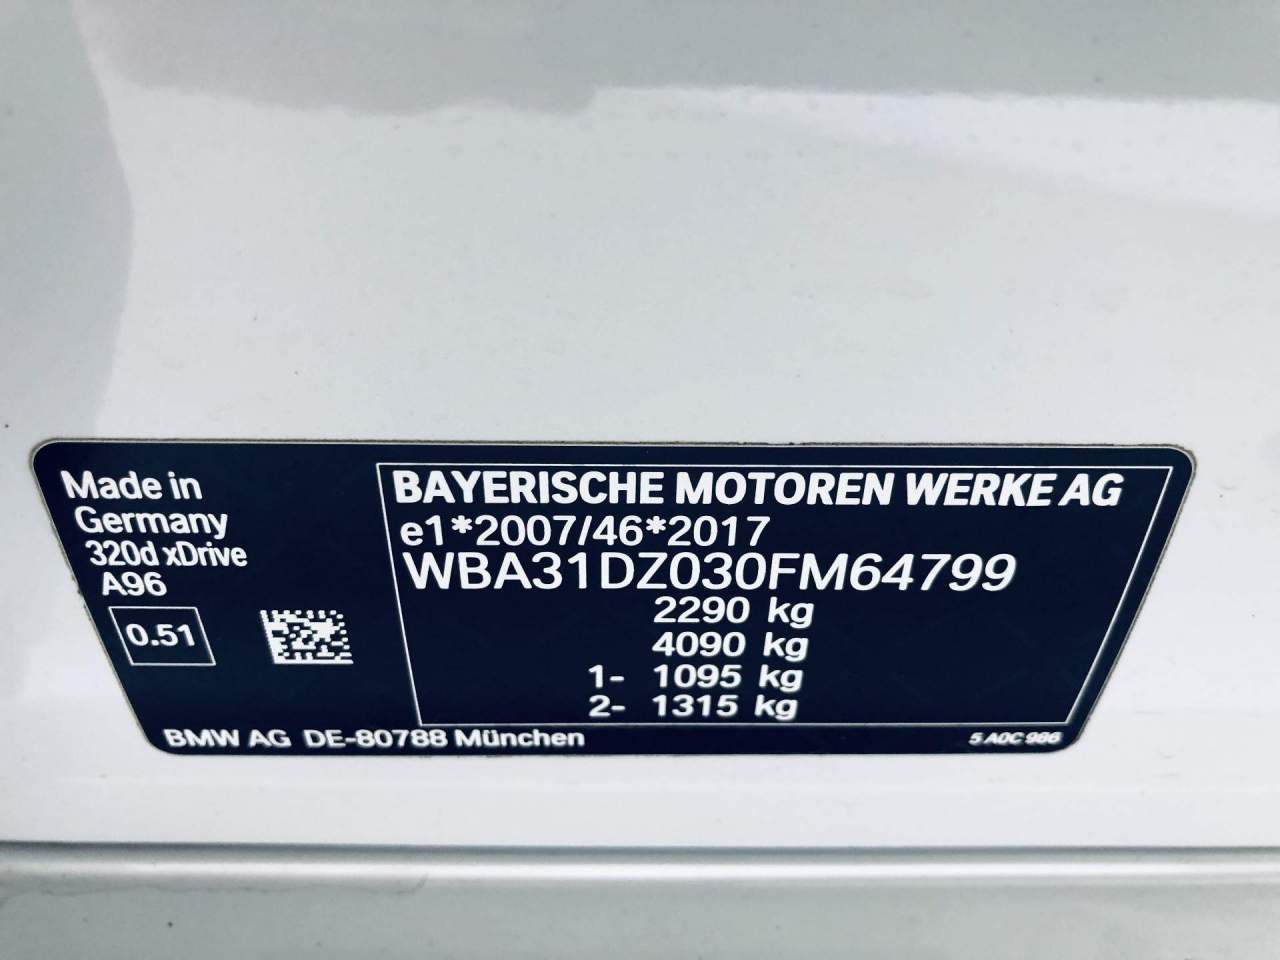 Made in
Germany
320d xDrive
A96
0.51
BAYERISCHE MOTOREN WERKE AG
e1*2007/46*2017
WBA31DZ030FM64799
2290 kg
4090 kg
1- 1095 kg
2- 1315 kg
BMW AG DE-80788 München
5 A0C 986